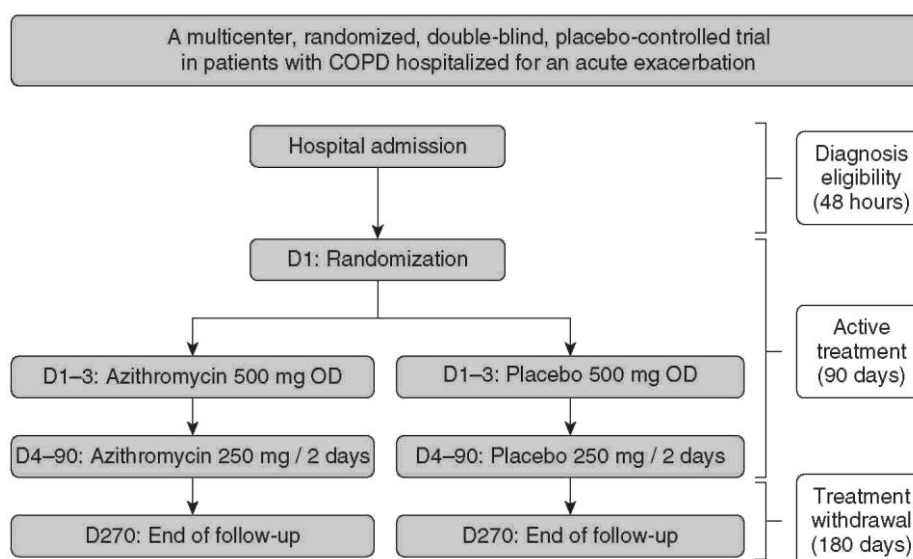 A multicenter, randomized, double-blind, placebo-controlled trial
in patients with COPD hospitalized for an acute exacerbation
Hospital admission
Diagnosis
eligibility
(48 hours)
D1: Randomization
D1–3: Azithromycin 500 mg OD
D1–3: Placebo 500 mg OD
Active
treatment
(90 days)
D4–90: Azithromycin 250 mg / 2 days
D4–90: Placebo 250 mg / 2 days
D270: End of follow-up
D270: End of follow-up
Treatment
withdrawal
(180 days)